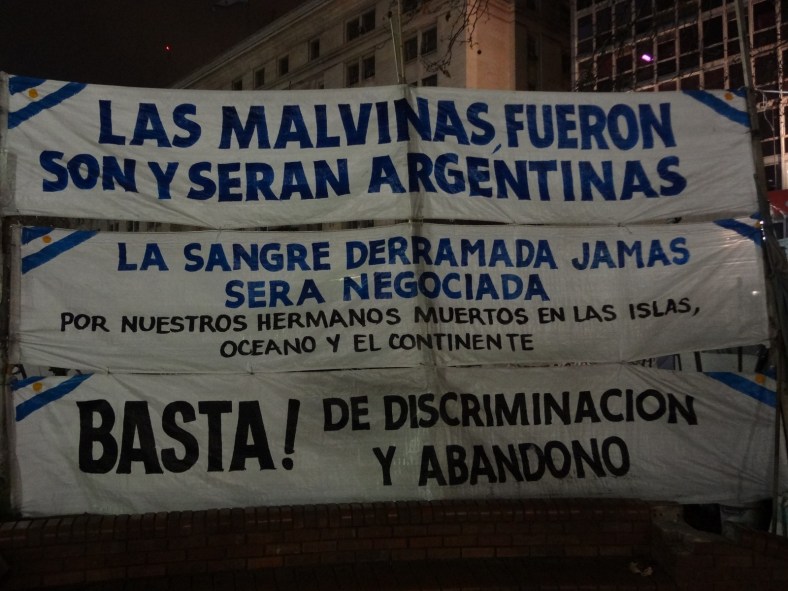 LAS MALVINAS FUERON
SON Y SERAN ARGENTINAS
LA SANGRE DERRAMADA JAMAS
SERA NEGOCIADA
POR NUESTROS HERMANOS MUERTOS EN LAS ISLAS,
OCEANO Y EL CONTINENTE
BASTA! DE DISCRIMINACION
Y ABANDONO